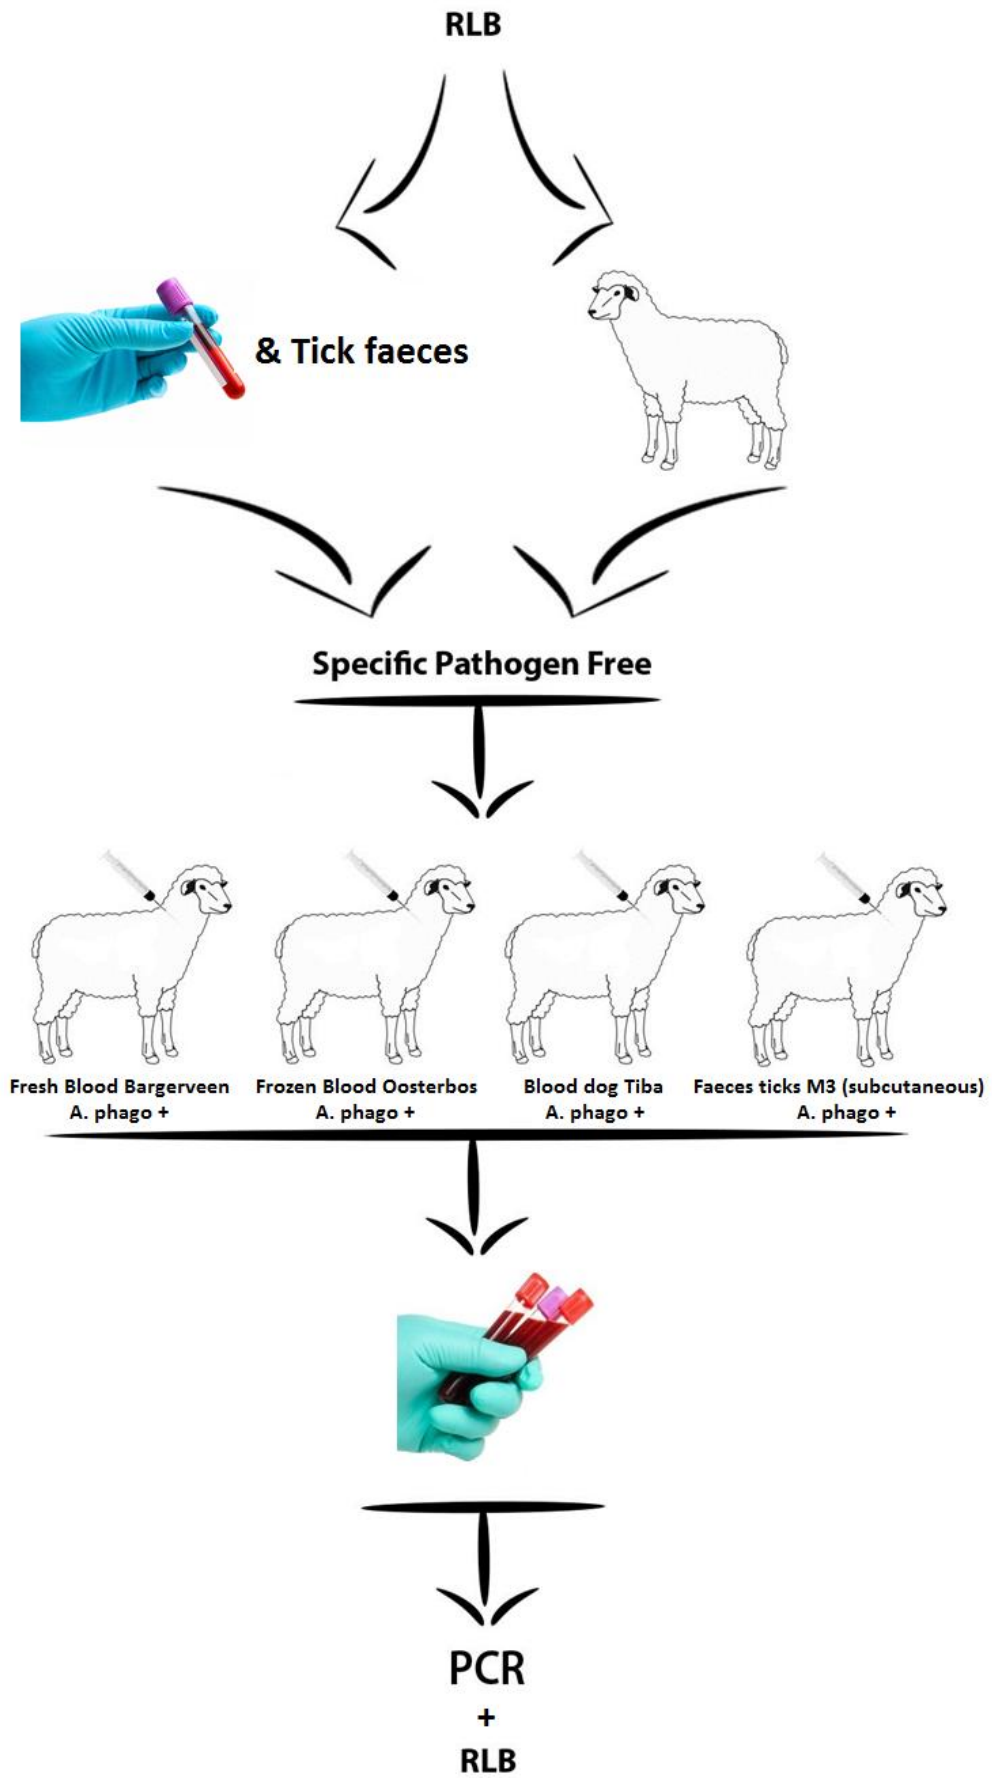 RLB
& Tick faeces
Specific Pathogen Free
Fresh Blood Bargerveen
A. phago +
Frozen Blood Oosterbos
A. phago +
Blood dog Tiba
A. phago +
Faeces ticks M3 (subcutaneous)
A. phago +
PCR
+
RLB